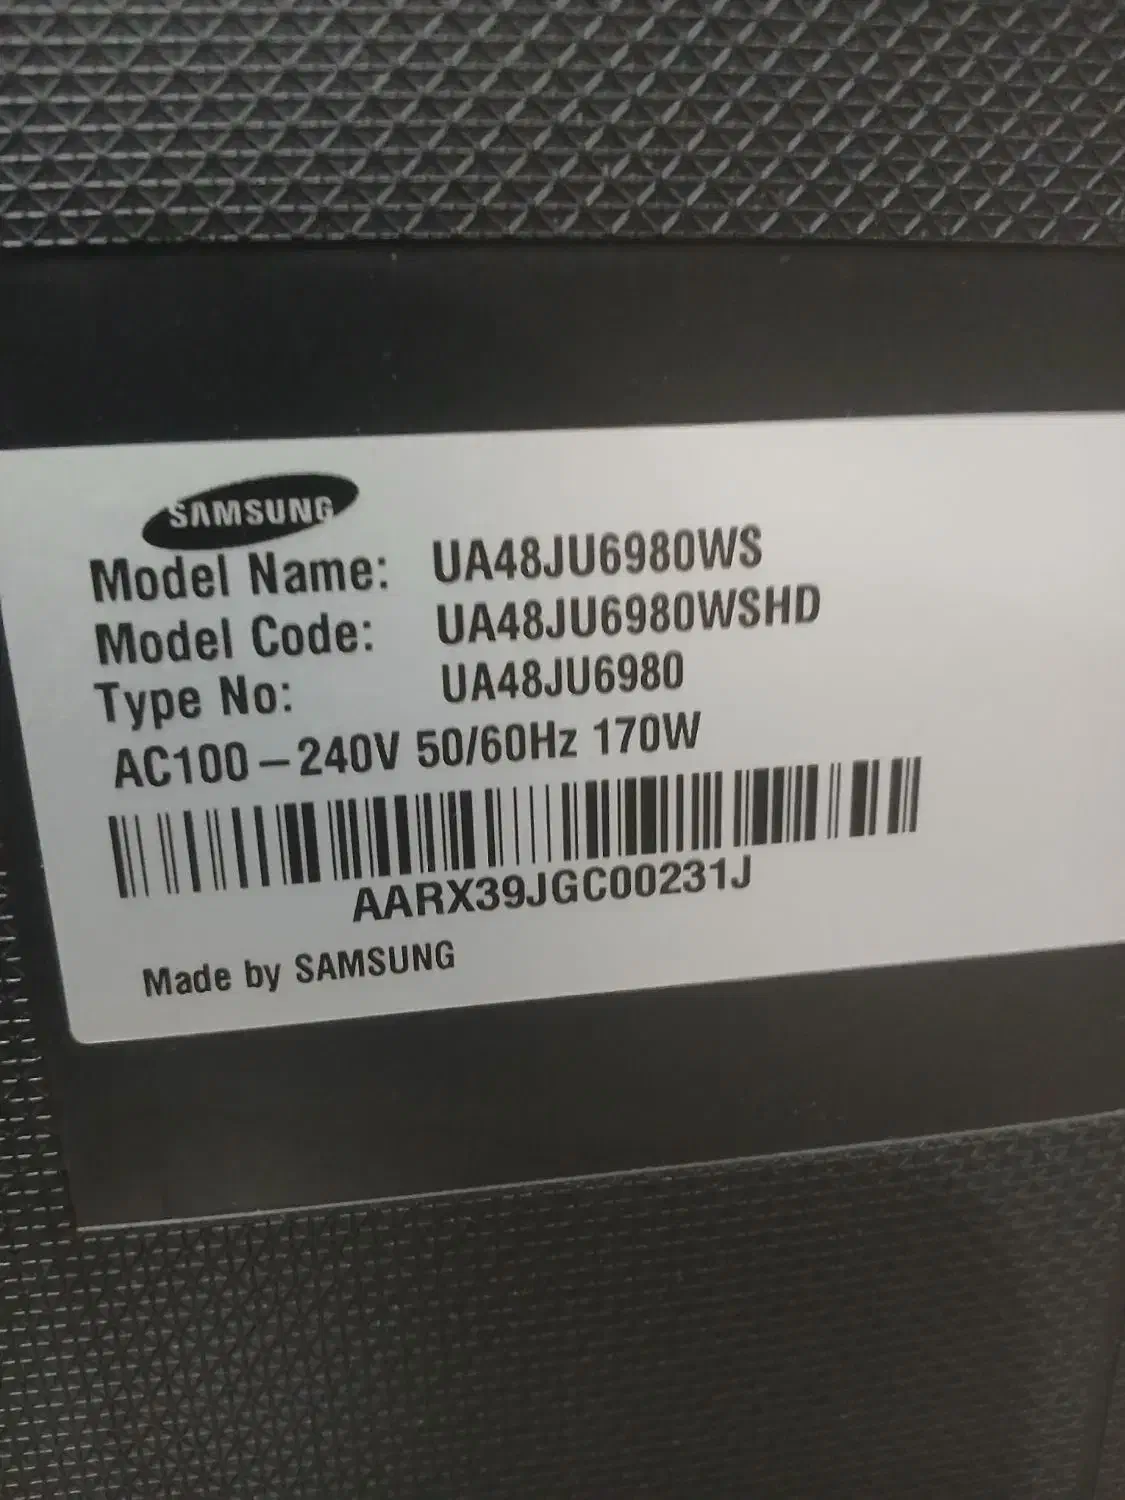 SAMSUNG
Model Name: UA48JU6980WS
Model Code: UA48JU6980WSHD
Type No: UA48JU6980
AC100-240V 50/60Hz 170W
AARX39JGC00231J
Made by SAMSUNG